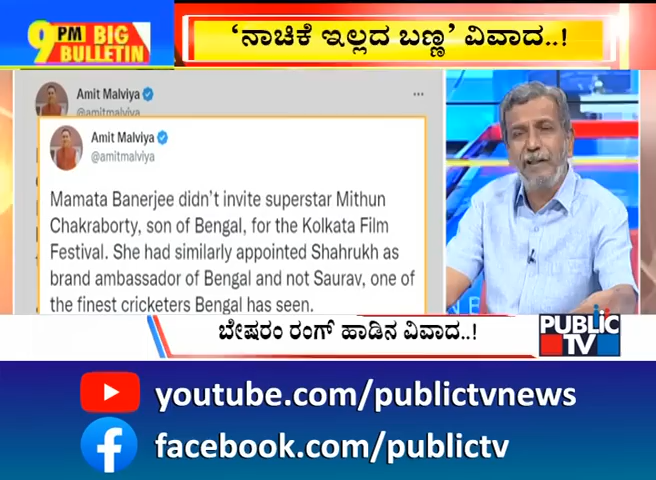 9 PM BIG BULLETIN
‘ನಾಚಿಕೆ ಇಲ್ಲದ ಬಣ್ಣ’ ವಿವಾದ..!
Amit Malviya
@amitmalviya
Amit Malviya
@amitmalviya
Mamata Banerjee didn’t invite superstar Mithun
Chakraborty, son of Bengal, for the Kolkata Film
Festival. She had similarly appointed Shahrukh as
brand ambassador of Bengal and not Saurav, one of
the finest cricketers Bengal has seen.
ಬೇಷರಂ ರಂಗ್ ಹಾಡಿನ ವಿವಾದ..!
PUBLiC
TV
youtube.com/publictvnews
facebook.com/publictv